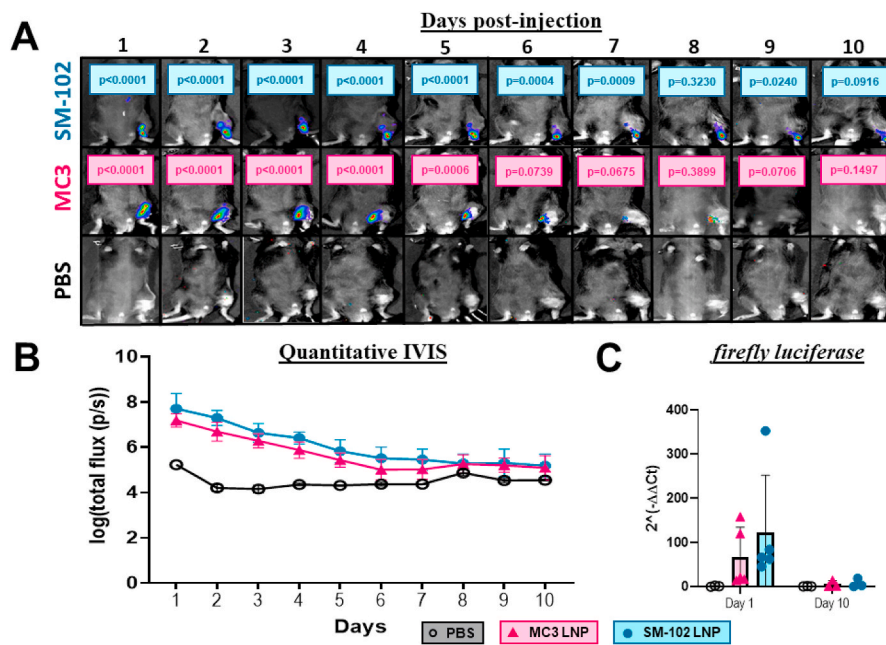 A
Days post-injection
1 2 3 4 5 6 7 8 9 10
SM-102
p<0.0001 p<0.0001 p<0.0001 p<0.0001 p<0.0001 p=0.0004 p=0.0009 p=0.3230 p=0.0240 p=0.0916
MC3
p<0.0001 p<0.0001 p<0.0001 p<0.0001 p=0.0006 p=0.0739 p=0.0675 p=0.3899 p=0.0706 p=0.1497
PBS
B
Quantitative IVIS
log(total flux (p/s))
10
8
6
4
2
0
1 2 3 4 5 6 7 8 9 10
Days
C
firefly luciferase
2^(-ΔΔCt)
400
300
200
100
0
Day 1 Day 10
PBS MC3 LNP SM-102 LNP